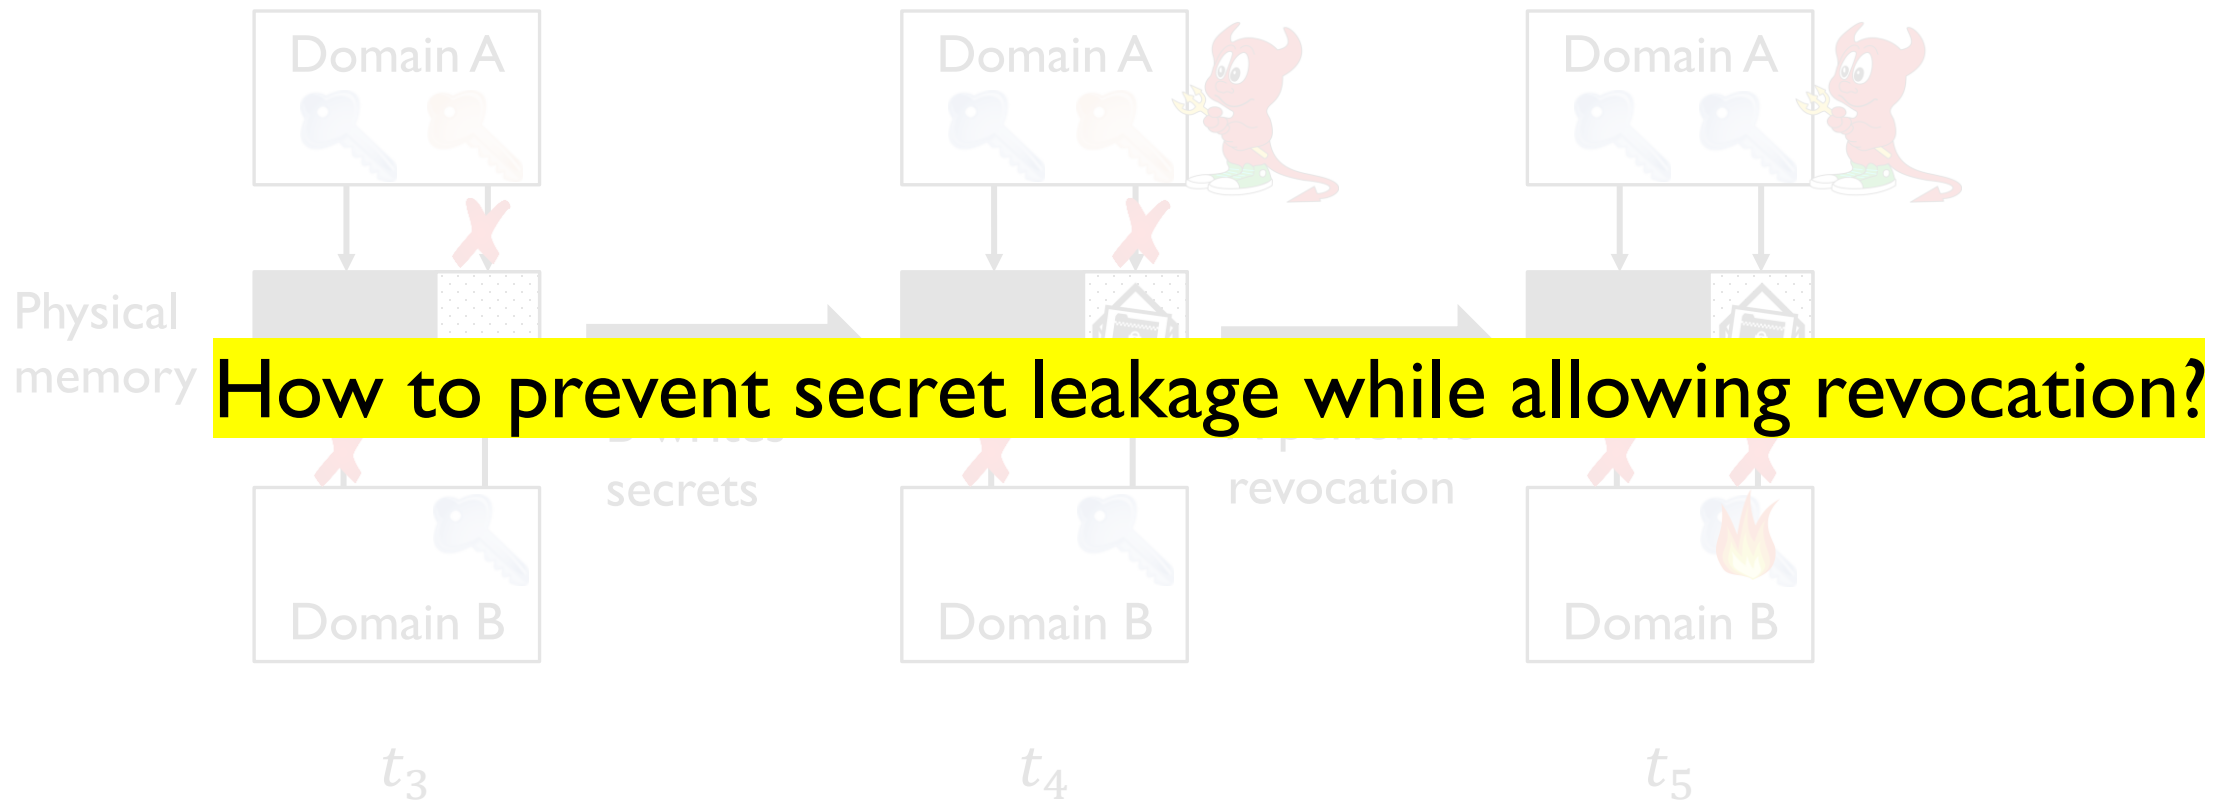 Domain A
Domain A
Domain A
Physical
memory
How to prevent secret leakage while allowing revocation?
secrets
revocation
Domain B
Domain B
Domain B
t₃
t₄
t₅